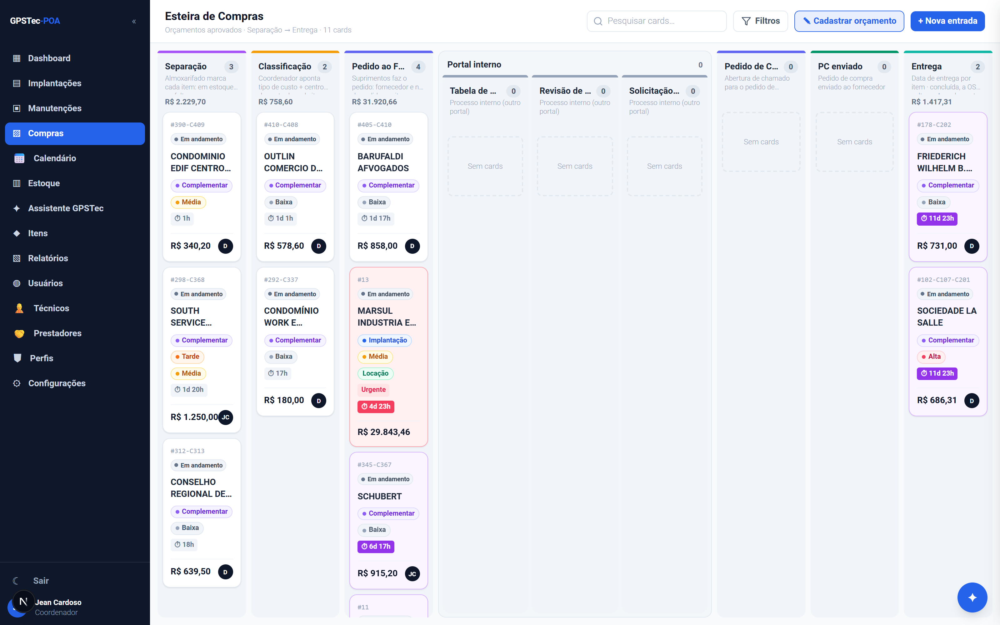 GPSTec-POA
«
Dashboard
Implantações
Manutenções
Compras
Calendário
Estoque
Assistente GPSTec
Itens
Relatórios
Usuários
Técnicos
Prestadores
Perfis
Configurações
Sair
N
Jean Cardoso
Coordenador
Esteira de Compras
Orçamentos aprovados · Separação → Entrega · 11 cards
Pesquisar cards...
Filtros
Cadastrar orçamento
+ Nova entrada
Separação 3
Almoxarifado marca
cada item: em estoque...
R$ 2.229,70
#390-C409
Em andamento
CONDOMINIO
EDIF CENTRO...
Complementar
Média
1h
R$ 340,20 D
#298-C368
Em andamento
SOUTH
SERVICE...
Complementar
Tarde
Média
1d 20h
R$ 1.250,00 JC
#312-C313
Em andamento
CONSELHO
REGIONAL DE...
Complementar
Baixa
18h
R$ 639,50 D
Classificação 2
Coordenador aponta
tipo de custo + centro...
R$ 758,60
#410-C408
Em andamento
OUTLIN
COMERCIO D...
Complementar
Baixa
1d 1h
R$ 578,60 D
#292-C337
Em andamento
CONDOMÍNIO
WORK E...
Complementar
Baixa
17h
R$ 180,00 D
Pedido ao F... 4
Suprimentos faz o
pedido: fornecedor e n...
R$ 31.920,66
#405-C410
Em andamento
BARUFALDI
AFVOGADOS
Complementar
Baixa
1d 17h
R$ 858,00 D
#13
Em andamento
MARSUL
INDUSTRIA E...
Implantação
Média
Locação
Urgente
4d 23h
R$ 29.843,46
#345-C367
Em andamento
SCHUBERT
Complementar
Baixa
6d 17h
R$ 915,20 JC
#11
Portal interno 0
Tabela de ... 0
Processo interno (outro
portal)
Sem cards
Revisão de ... 0
Processo interno (outro
portal)
Sem cards
Solicitação... 0
Processo interno (outro
portal)
Sem cards
Pedido de C... 0
Abertura de chamado
para o pedido de...
Sem cards
PC enviado 0
Pedido de compra
enviado ao fornecedor
Sem cards
Entrega 2
Data de entrega por
item · concluída, a OS...
R$ 1.417,31
#178-C202
Em andamento
FRIEDERICH
WILHELM B....
Complementar
Baixa
11d 23h
R$ 731,00 D
#102-C107-C201
Em andamento
SOCIEDADE LA
SALLE
Complementar
Alta
11d 23h
R$ 686,31 D